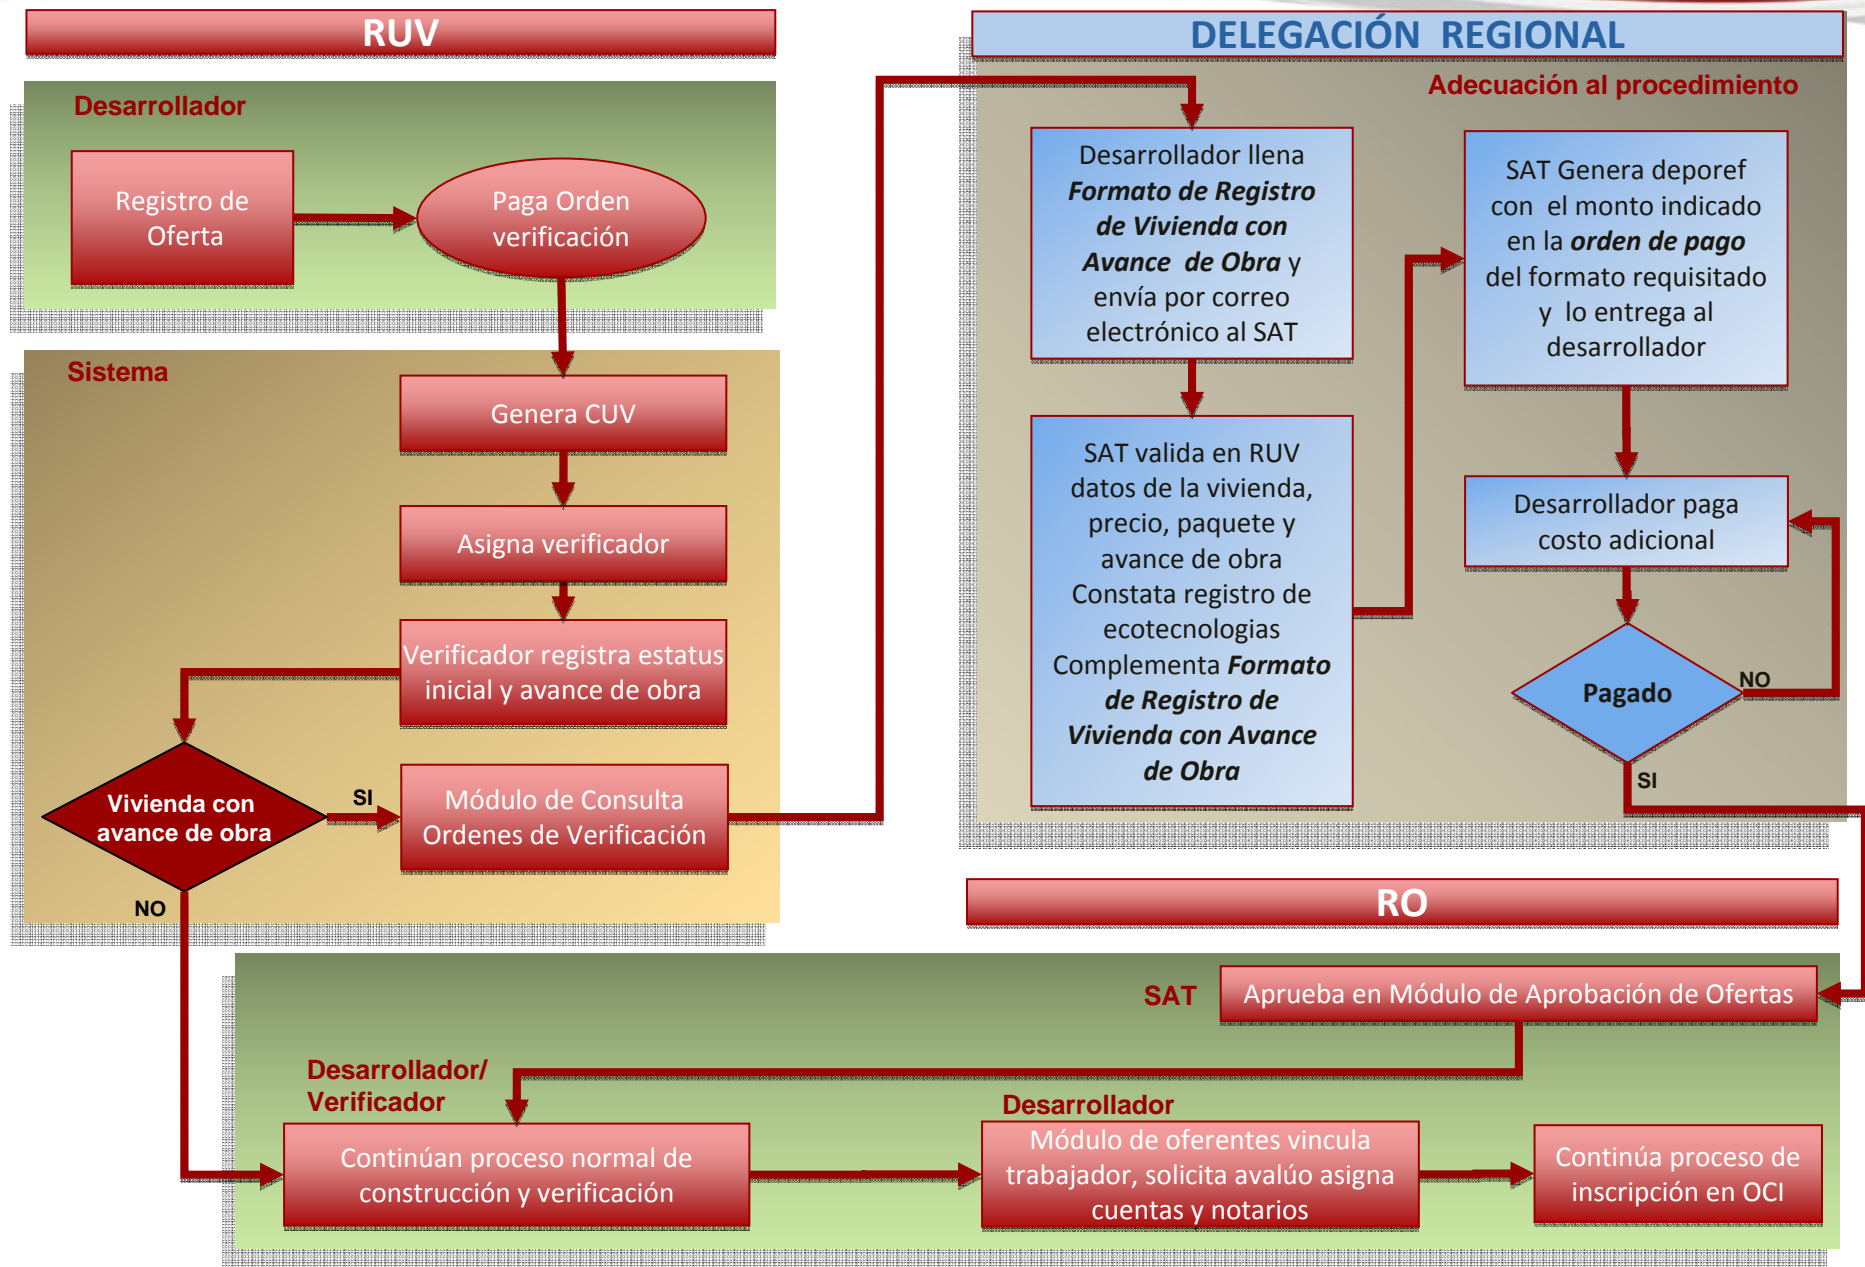 RUV
Desarrollador
Registro de
Oferta
Paga Orden
verificación
Sistema
Genera CUV
Asigna verificador
Verificador registra estatus
inicial y avance de obra
Vivienda con
avance de obra
SI
NO
Módulo de Consulta
Ordenes de Verificación
DELEGACIÓN REGIONAL
Adecuación al procedimiento
Desarrollador llena
Formato de Registro
de Vivienda con
Avance de Obra y
envía por correo
electrónico al SAT
SAT valida en RUV
datos de la vivienda,
precio, paquete y
avance de obra
Constata registro de
ecotecnologias
Complementa Formato
de Registro de
Vivienda con Avance
de Obra
SAT Genera deporef
con el monto indicado
en la orden de pago
del formato requisitado
y lo entrega al
desarrollador
Desarrollador paga
costo adicional
Pagado
NO
SI
RO
SAT
Aprueba en Módulo de Aprobación de Ofertas
Desarrollador/
Verificador
Continúan proceso normal de
construcción y verificación
Desarrollador
Módulo de oferentes vincula
trabajador, solicita avalúo asigna
cuentas y notarios
Continúa proceso de
inscripción en OCI